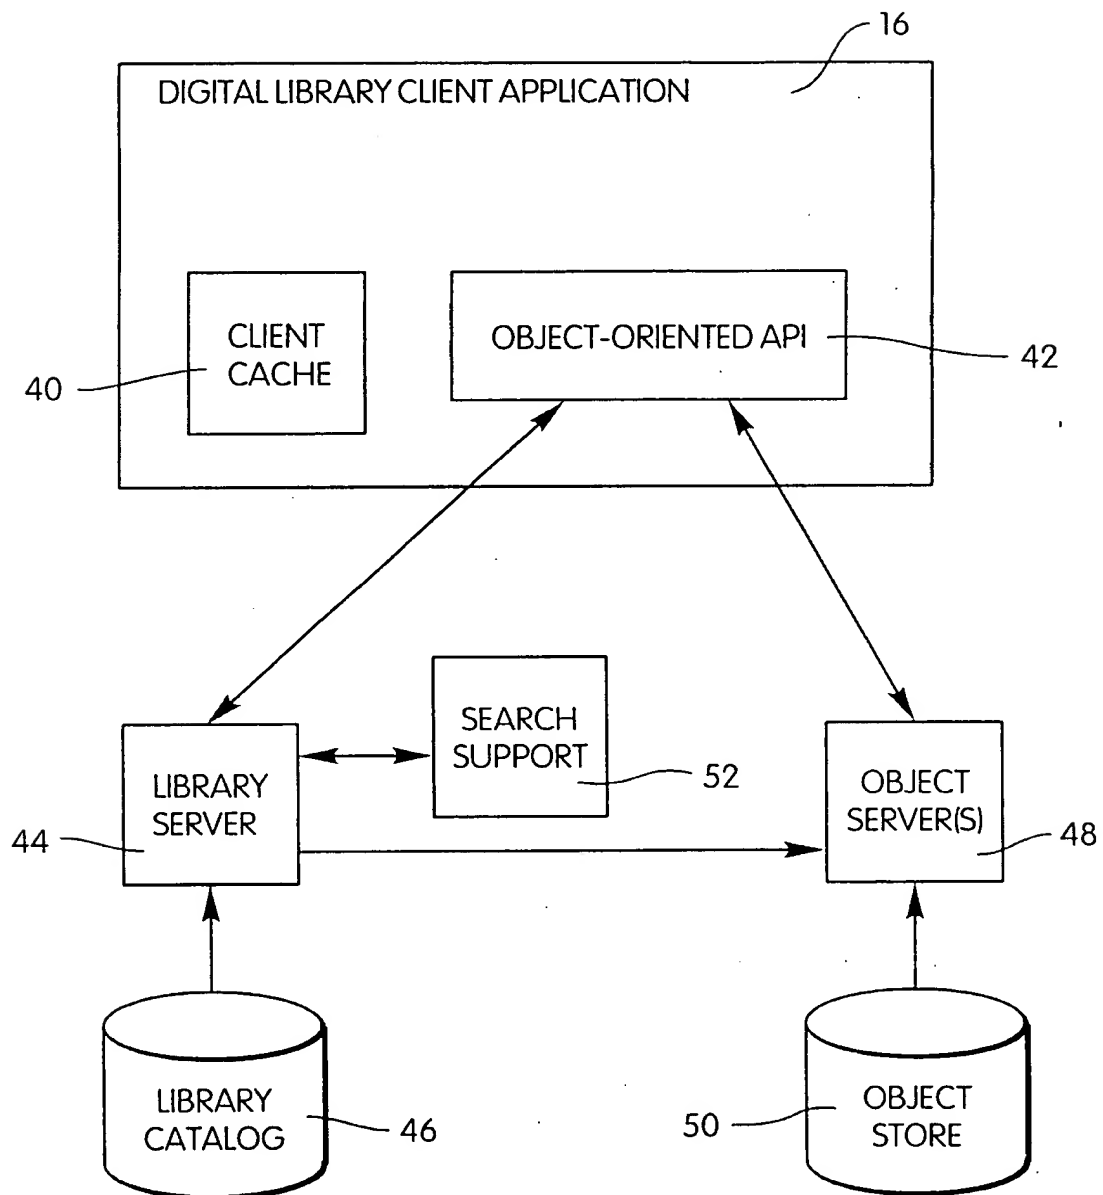 16
DIGITAL LIBRARY CLIENT APPLICATION
CLIENT
CACHE
40
OBJECT-ORIENTED API
42
SEARCH
SUPPORT
52
LIBRARY
SERVER
44
OBJECT
SERVER(S)
48
LIBRARY
CATALOG
46
OBJECT
STORE
50